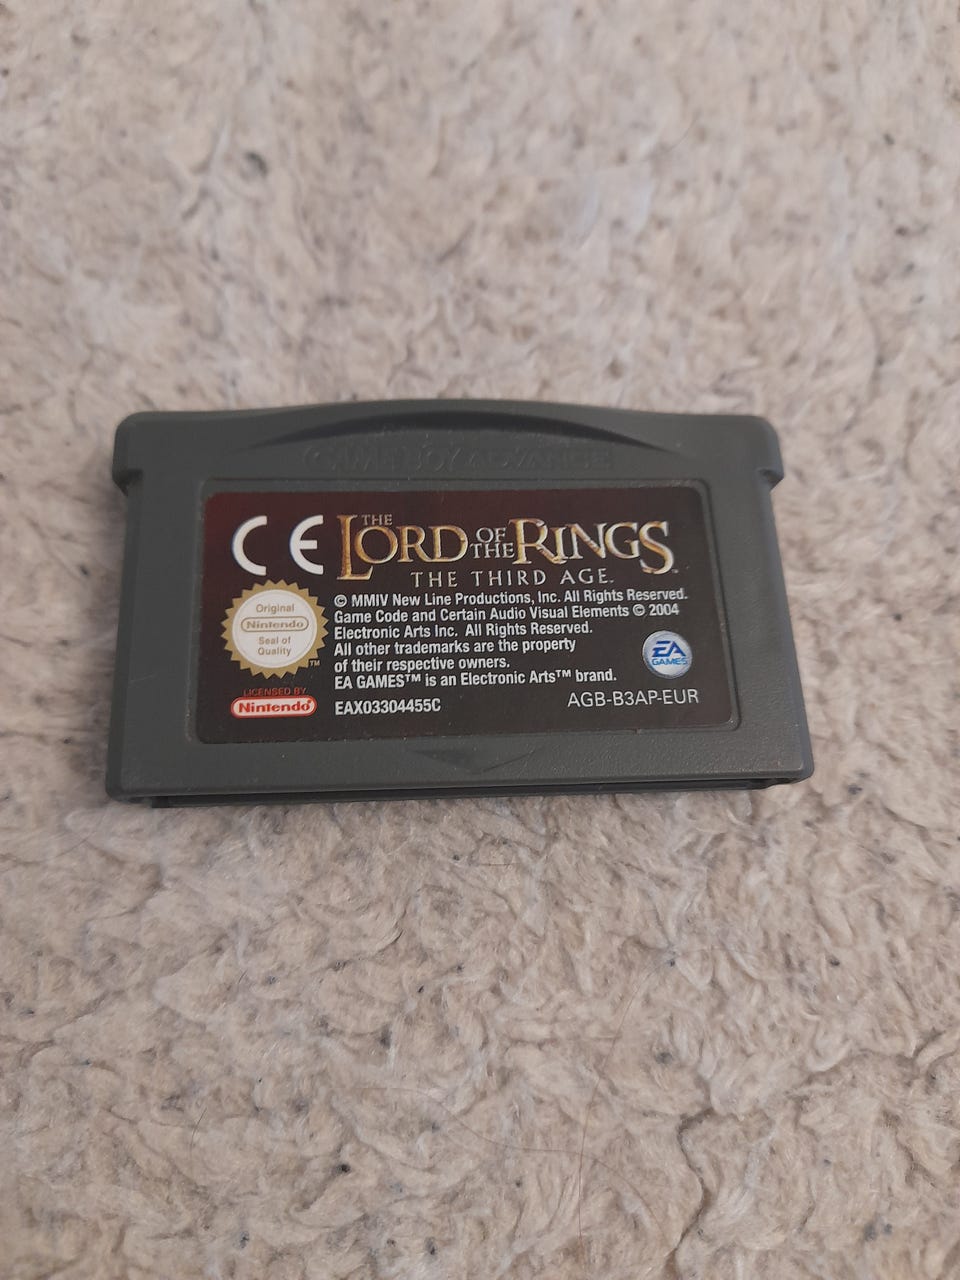 GAME BOY ADVANCE
CE
THE
LORD OF THE RINGS
THE THIRD AGE™
© MMIV New Line Productions, Inc. All Rights Reserved.
Game Code and Certain Audio Visual Elements © 2004
Electronic Arts Inc. All Rights Reserved.
All other trademarks are the property
of their respective owners.
EA GAMES™ is an Electronic Arts™ brand.
EAX03304455C
AGB-B3AP-EUR
Original
Nintendo
Seal of
Quality
TM
LICENSED BY
Nintendo®
EA
GAMES™